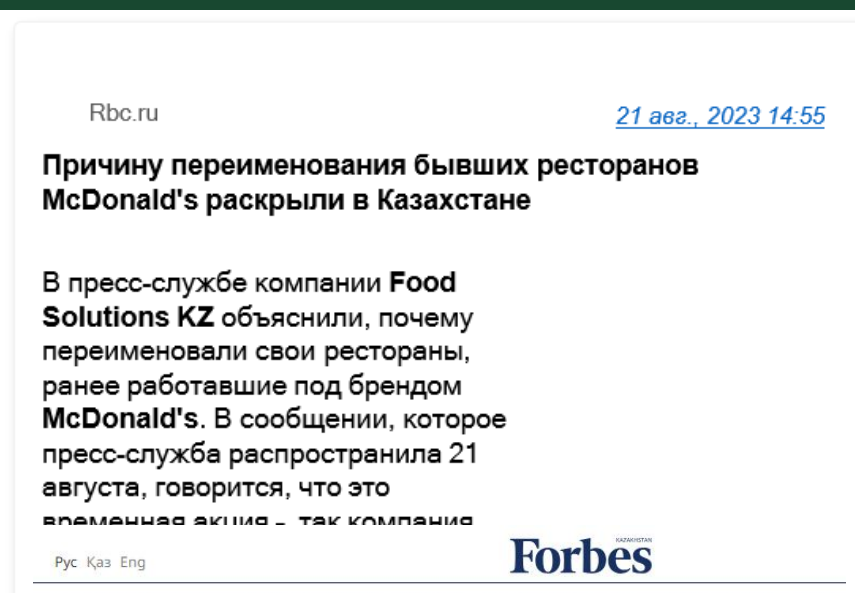 Rbc.ru
21 авг., 2023 14:55
Причину переименования бывших ресторанов
McDonald's раскрыли в Казахстане
В пресс-службе компании Food
Solutions KZ объяснили, почему
переименовали свои рестораны,
ранее работавшие под брендом
McDonald's. В сообщении, которое
пресс-служба распространила 21
августа, говорится, что это
временная акция - так компания
KAZAKHSTAN
Forbes
Рус Қаз Eng